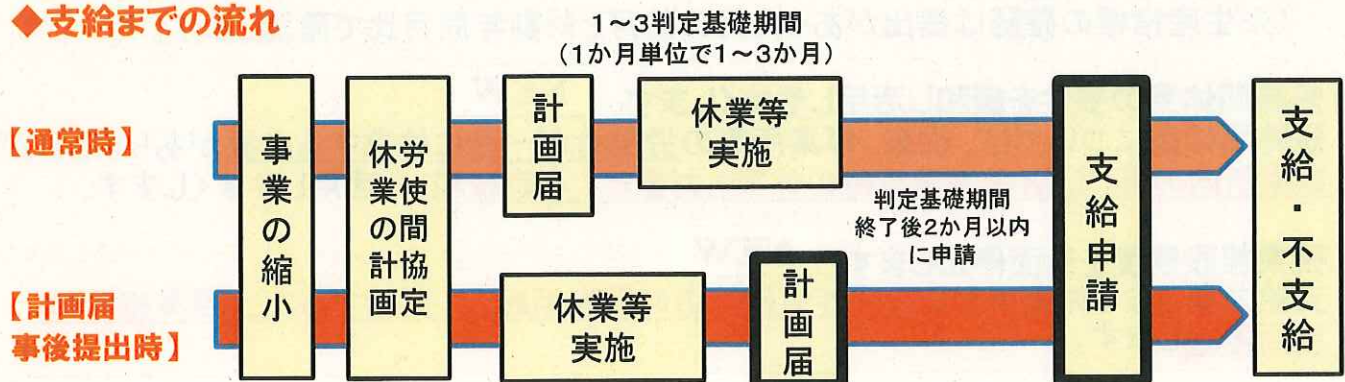 ◆支給までの流れ
1～3判定基礎期間
(1か月単位で1～3か月)
【通常時】
事業の縮小
労使間協定
休業の計画
計画届
休業等
実施
判定基礎期間
終了後2か月以内
に申請
支給申請
支給・不支給
【計画届
事後提出時】
休業等
実施
計画届